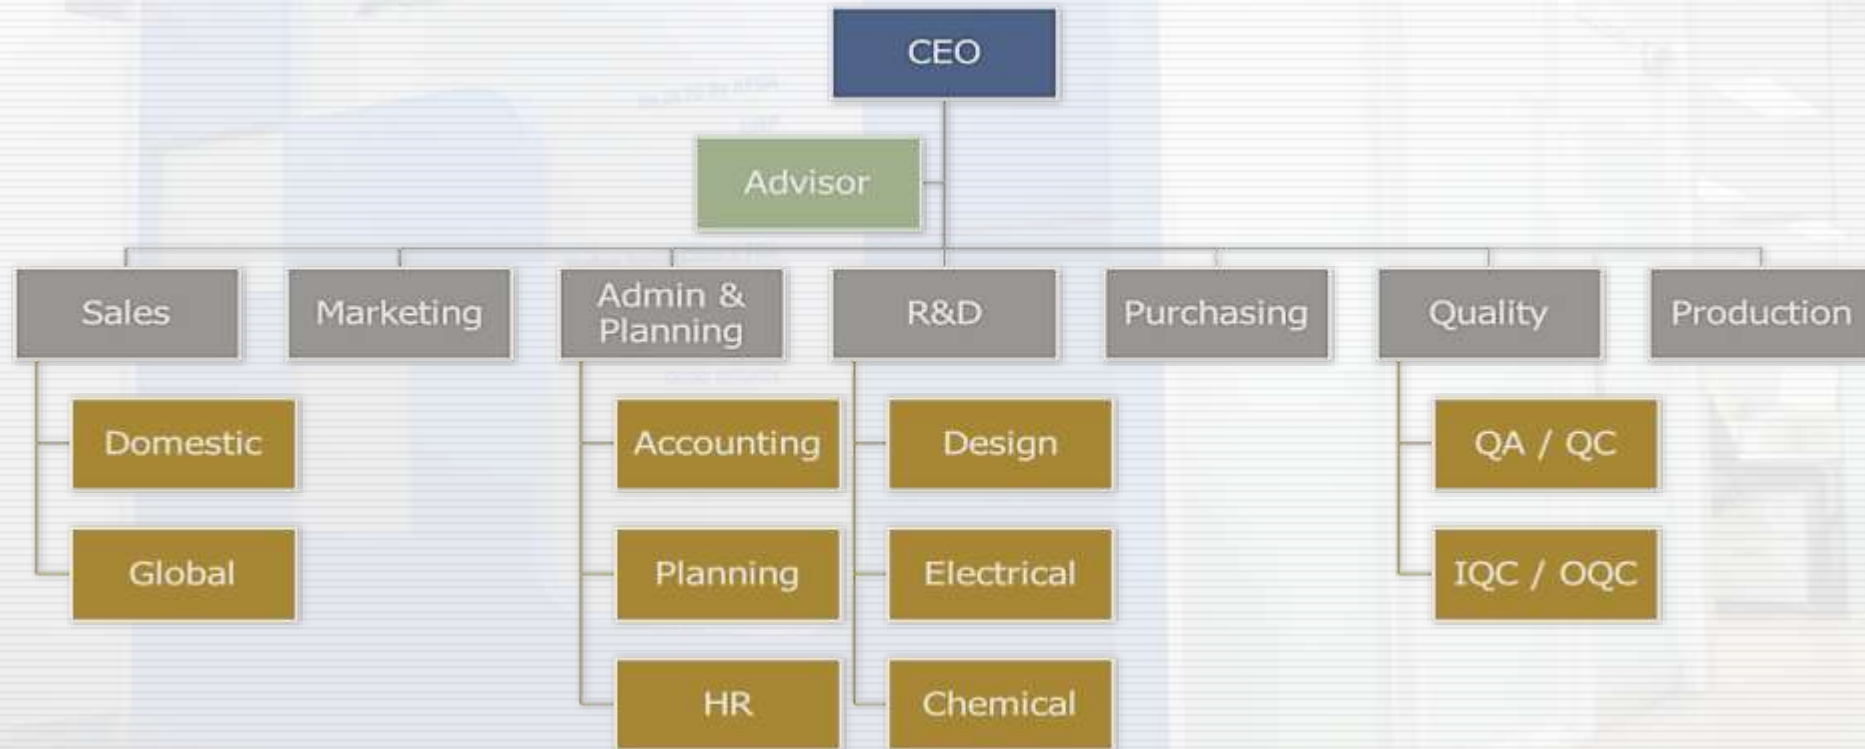 CEO
Advisor
Sales
Marketing
Admin &
Planning
R&D
Purchasing
Quality
Production
Domestic
Accounting
Design
QA / QC
Global
Planning
Electrical
IQC / OQC
HR
Chemical